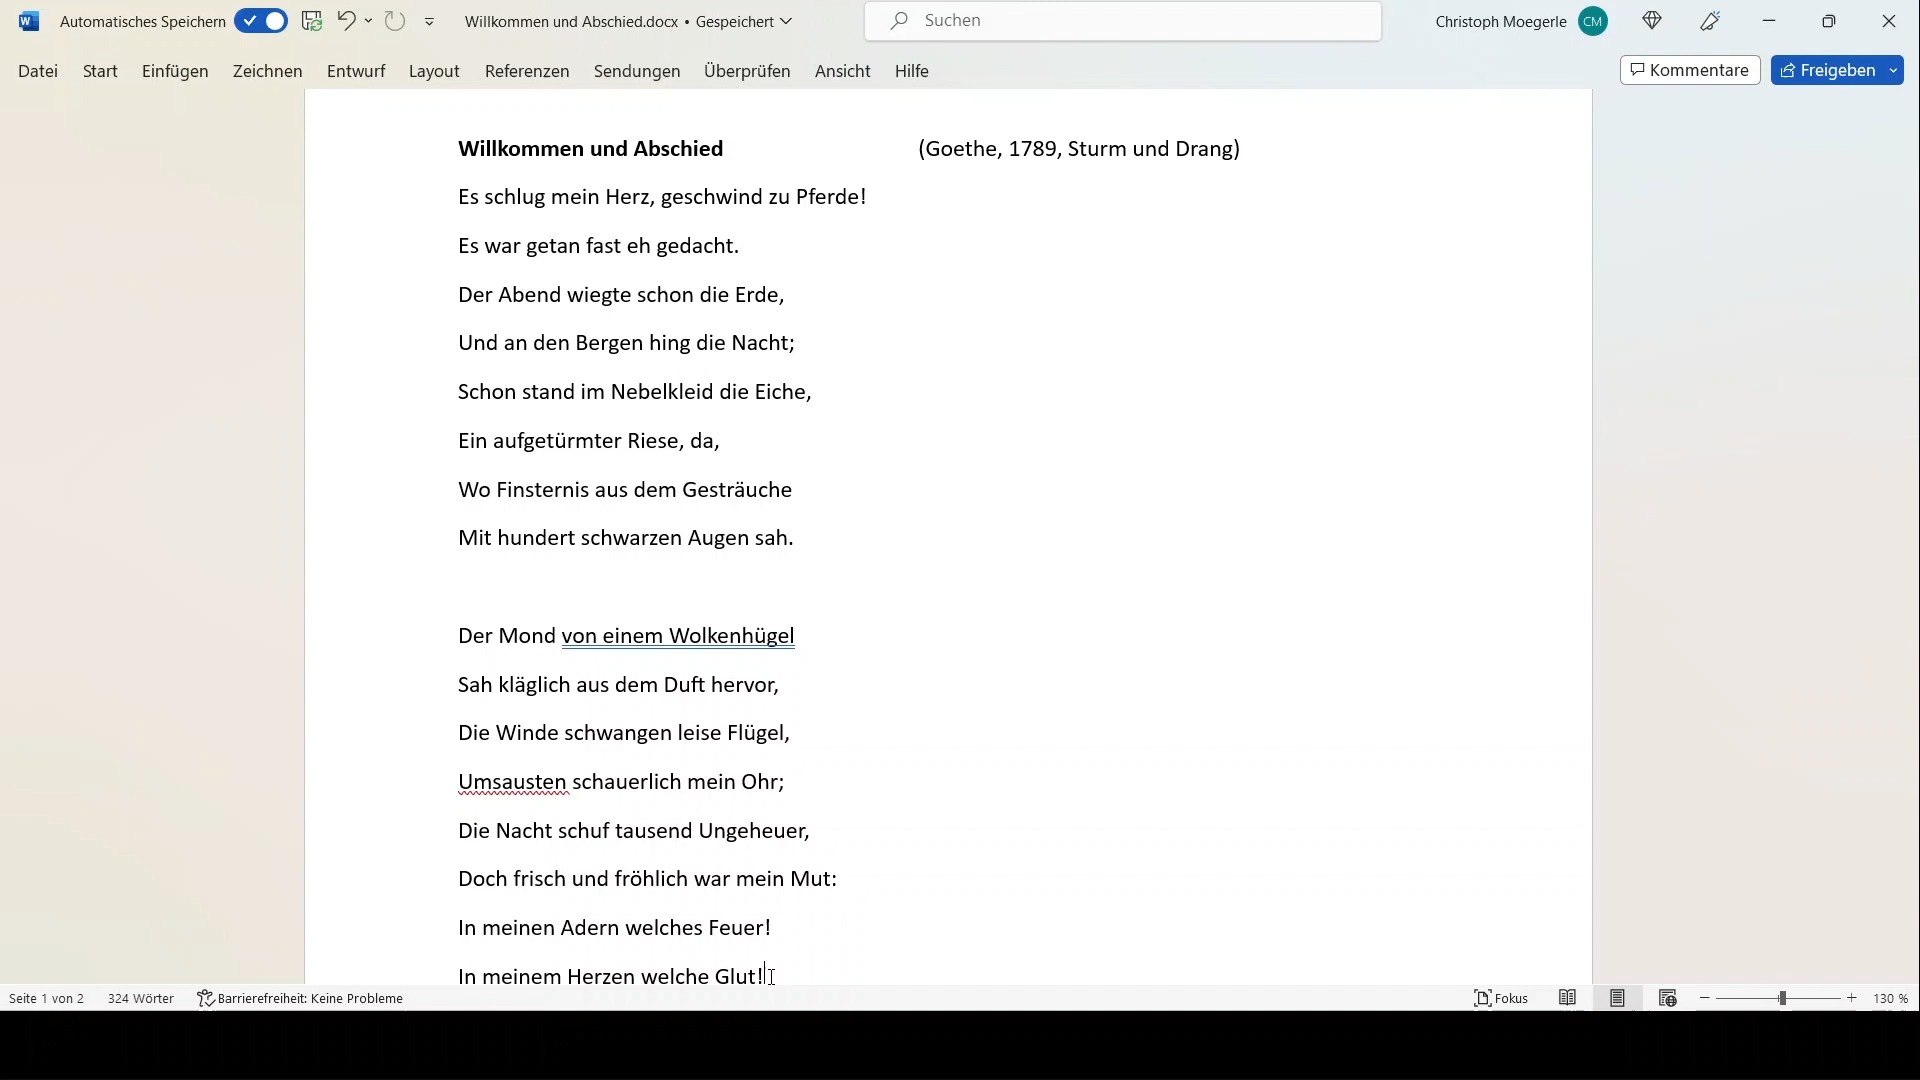 Automatisches Speichern Willkommen und Abschied.docx • Gespeichert Suchen Christoph Moegerle CM
Datei Start Einfügen Zeichnen Entwurf Layout Referenzen Sendungen Überprüfen Ansicht Hilfe Kommentare Freigeben
Willkommen und Abschied (Goethe, 1789, Sturm und Drang)
Es schlug mein Herz, geschwind zu Pferde!
Es war getan fast eh gedacht.
Der Abend wiegte schon die Erde,
Und an den Bergen hing die Nacht;
Schon stand im Nebelkleid die Eiche,
Ein aufgetürmter Riese, da,
Wo Finsternis aus dem Gesträuche
Mit hundert schwarzen Augen sah.
Der Mond von einem Wolkenhügel
Sah kläglich aus dem Duft hervor,
Die Winde schwangen leise Flügel,
Umsausten schauerlich mein Ohr;
Die Nacht schuf tausend Ungeheuer,
Doch frisch und fröhlich war mein Mut:
In meinen Adern welches Feuer!
In meinem Herzen welche Glut!
Seite 1 von 2 324 Wörter Barrierefreiheit: Keine Probleme Fokus 130 %